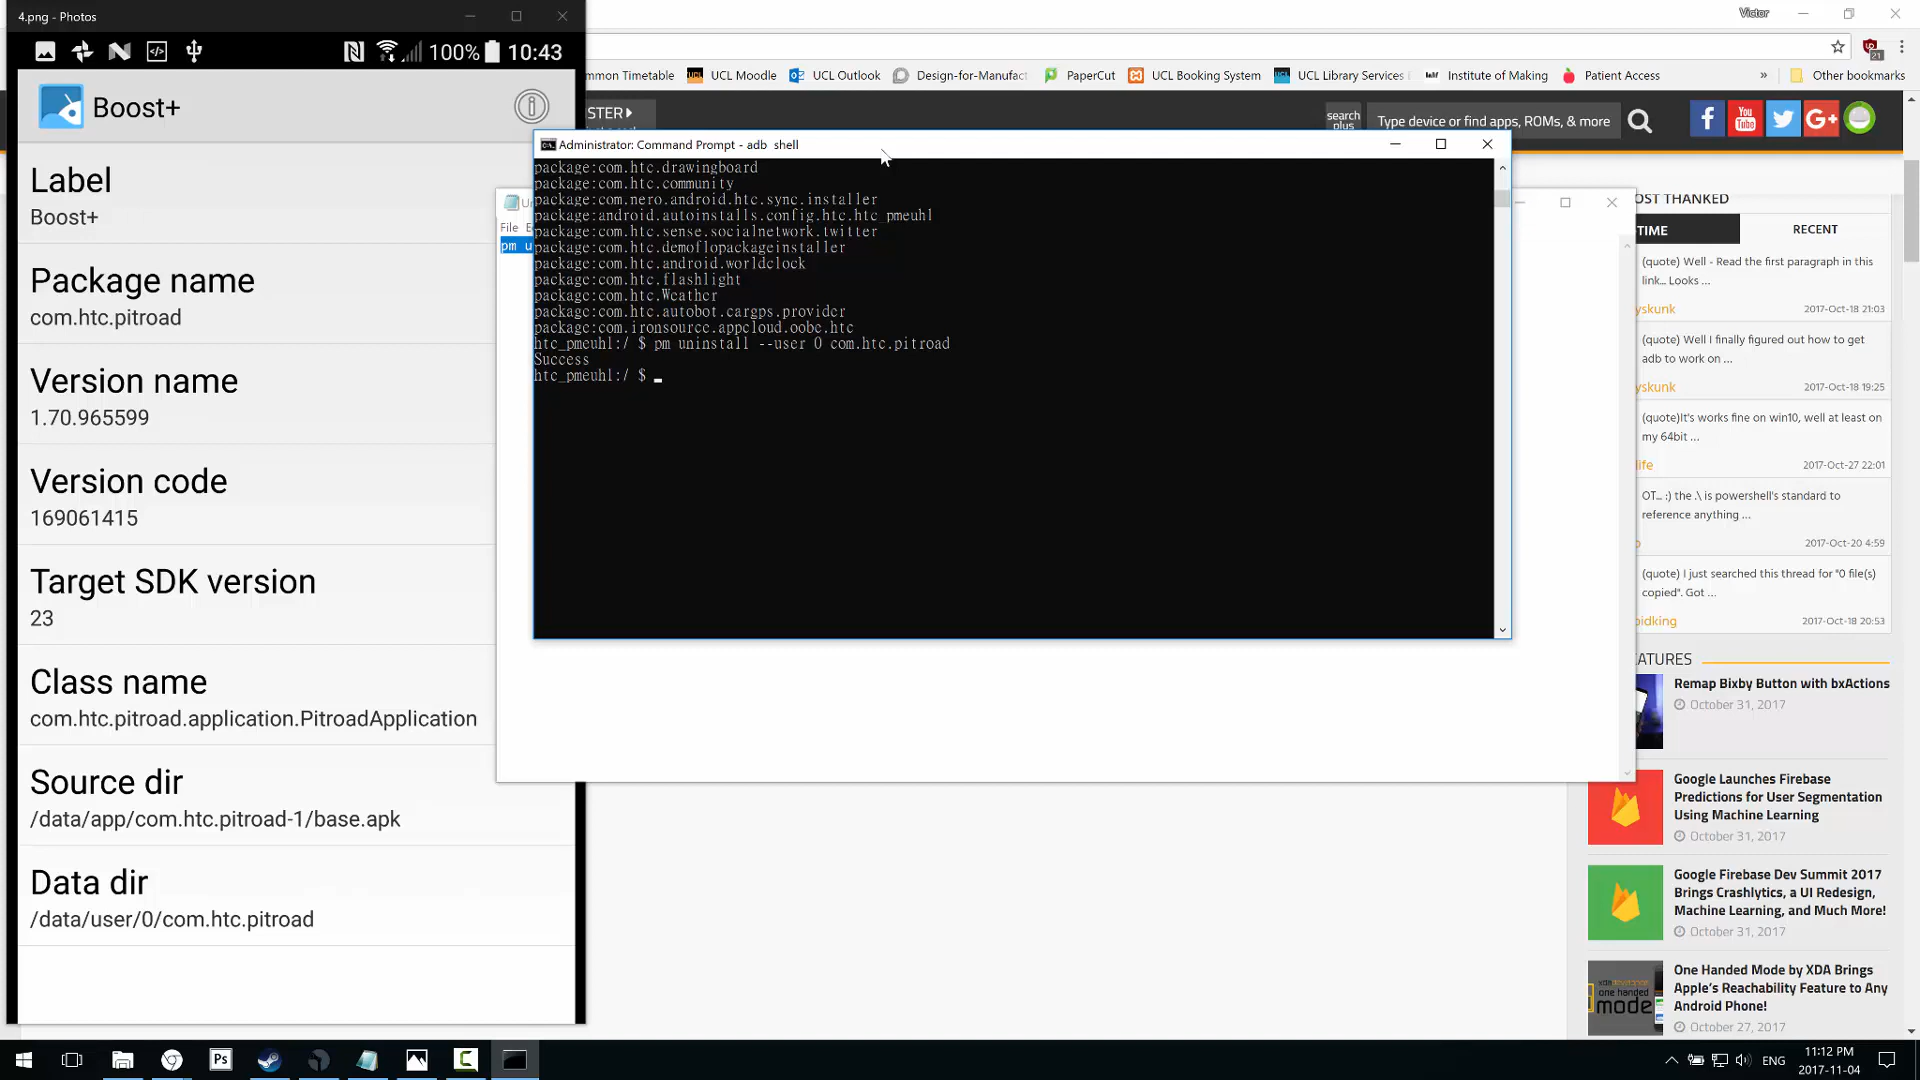 4.png - Photos
100% 10:43
Boost+
Label
Boost+
Package name
com.htc.pitroad
Version name
1.70.965599
Version code
169061415
Target SDK version
23
Class name
com.htc.pitroad.application.PitroadApplication
Source dir
/data/app/com.htc.pitroad-1/base.apk
Data dir
/data/user/0/com.htc.pitroad
Victor
21
mmon Timetable
UCL Moodle
UCL Outlook
Design-for-Manufact
PaperCut
UCL Booking System
UCL Library Services
Institute of Making
Patient Access
»
Other bookmarks
STER
search
plus
Type device or find apps, ROMs, & more
You
Tube
G+
Administrator: Command Prompt - adb  shell
package:com.htc.drawingboard
package:com.htc.community
package:com.nero.android.htc.sync.installer
package:android.autoinstalls.config.htc.htc_pmeuhl
package:com.htc.sense.socialnetwork.twitter
package:com.htc.demoflopackageinstaller
package:com.htc.android.worldclock
package:com.htc.flashlight
package:com.htc.Weather
package:com.htc.autobot.cargps.provider
package:com.ironsource.appcloud.oobe.htc
htc_pmeuhl:/ $ pm uninstall --user 0 com.htc.pitroad
Success
htc_pmeuhl:/ $ _
File
pm u
OST THANKED
TIME
RECENT
(quote) Well - Read the first paragraph in this
link... Looks ...
yskunk
2017-Oct-18 21:03
(quote) Well I finally figured out how to get
adb to work on ...
yskunk
2017-Oct-18 19:25
(quote)It's works fine on win10, well at least on
my 64bit ...
life
2017-Oct-27 22:01
OT... :) the .\ is powershell's standard to
reference anything ...
2017-Oct-20 4:59
(quote) I just searched this thread for "0 file(s)
copied". Got ...
oidking
2017-Oct-18 20:53
EATURES
Remap Bixby Button with bxActions
October 31, 2017
Google Launches Firebase
Predictions for User Segmentation
Using Machine Learning
October 31, 2017
Google Firebase Dev Summit 2017
Brings Crashlytics, a UI Redesign,
Machine Learning, and Much More!
October 31, 2017
one handed
mode
One Handed Mode by XDA Brings
Apple's Reachability Feature to Any
Android Phone!
October 27, 2017
Ps
ENG
11:12 PM
2017-11-04